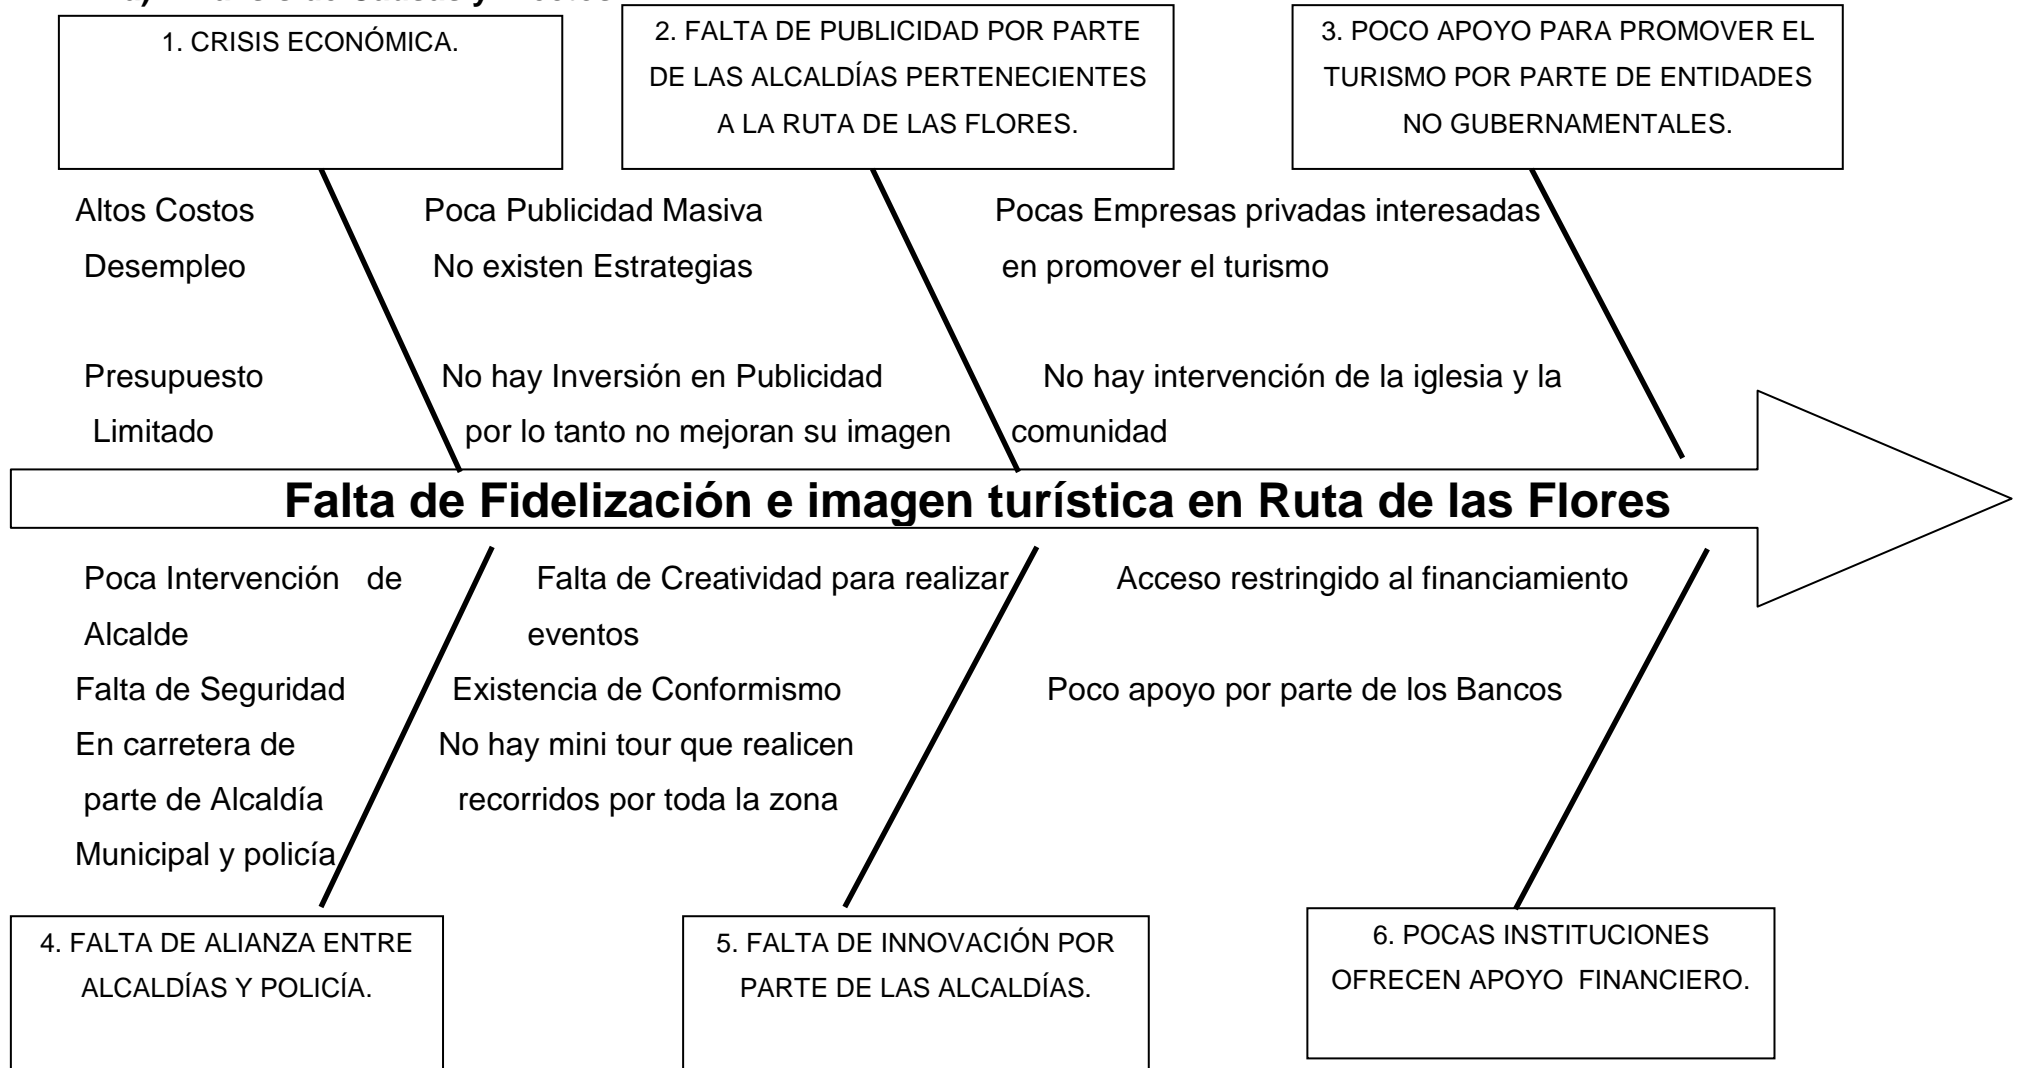 1. CRISIS ECONÓMICA.
2. FALTA DE PUBLICIDAD POR PARTE
DE LAS ALCALDÍAS PERTENECIENTES
A LA RUTA DE LAS FLORES.
3. POCO APOYO PARA PROMOVER EL
TURISMO POR PARTE DE ENTIDADES
NO GUBERNAMENTALES.
Altos Costos
Desempleo
Presupuesto
Limitado
Poca Publicidad Masiva
No existen Estrategias
No hay Inversión en Publicidad
por lo tanto no mejoran su imagen
Pocas Empresas privadas interesadas
en promover el turismo
No hay intervención de la iglesia y la
comunidad
Falta de Fidelización e imagen turística en Ruta de las Flores
Poca Intervención de
Alcalde
Falta de Seguridad
En carretera de
parte de Alcaldía
Municipal y policía
Falta de Creatividad para realizar
eventos
Existencia de Conformismo
No hay mini tour que realicen
recorridos por toda la zona
Acceso restringido al financiamiento
Poco apoyo por parte de los Bancos
4. FALTA DE ALIANZA ENTRE
ALCALDÍAS Y POLICÍA.
5. FALTA DE INNOVACIÓN POR
PARTE DE LAS ALCALDÍAS.
6. POCAS INSTITUCIONES
OFRECEN APOYO FINANCIERO.